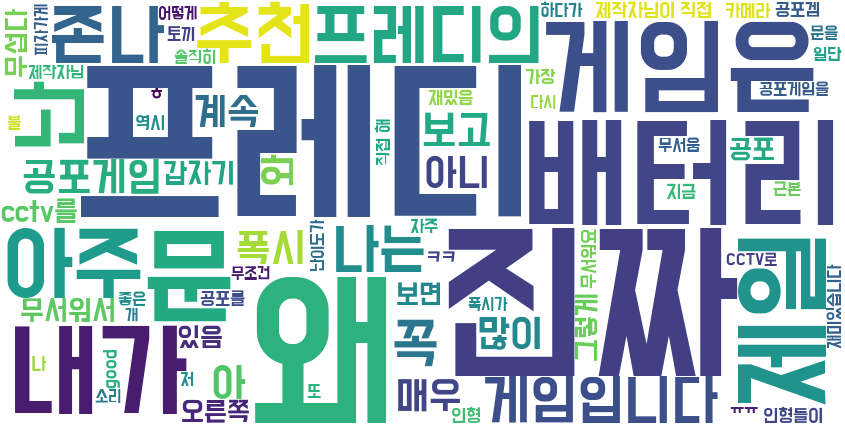 무섭다
피자가게
존나
어떻게
토끼
솔직히
추천
프레디의
하다가
제작자님이 직접
카메라
공포겜
문을
일단
제작자님
난
프레디
ㅎ
역시
계속
재밌음
가장
다시
게임은
공포게임을
불
직접 해
보고
아니
배터리
무서움
공포
지금
근본
공포게임
갑자기
와
cctv를
아주
문
폭시
난이도가
나는
자주
ㅋㅋ
진짜
무서워요
CCTV로
제일
재미있습니다
무조건
무서워서
좋은
개
공포를
왜
보면
폭시가
많이
그렇게
꼭
내가
있음
나
good
소리
저
아
오른쪽
또
매우
인형
게임입니다
ㅠㅠ
인형들이